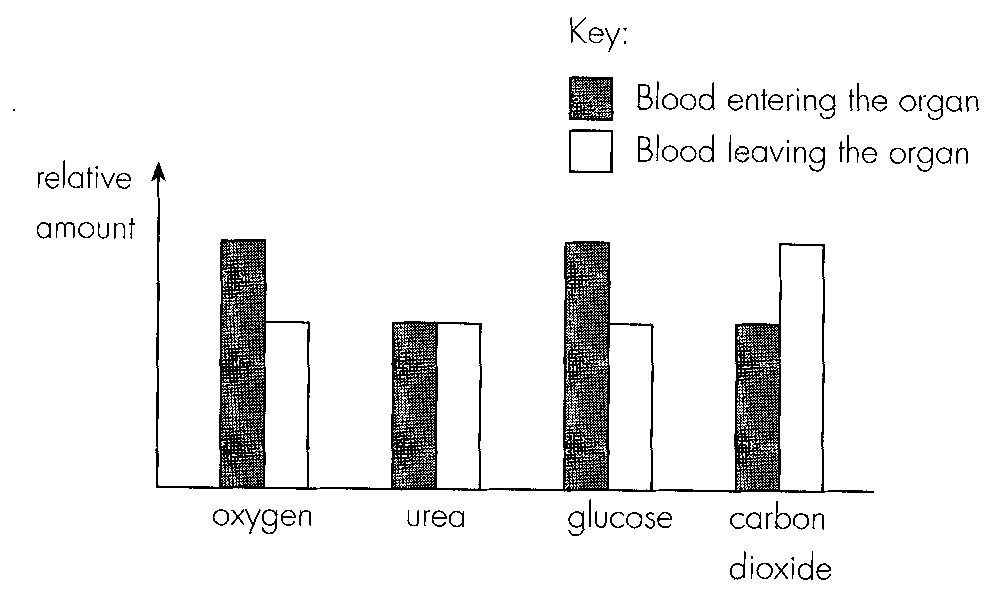 Key:
Blood entering the organ
Blood leaving the organ
relative
amount
oxygen
urea
glucose
carbon
dioxide